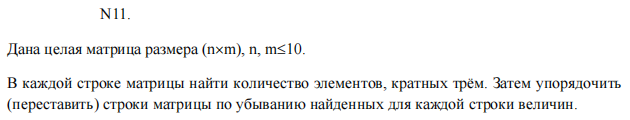 N11.
Дана целая матрица размера (n×m), n, m≤10.
В каждой строке матрицы найти количество элементов, кратных трём. Затем упорядочить
(переставить) строки матрицы по убыванию найденных для каждой строки величин.